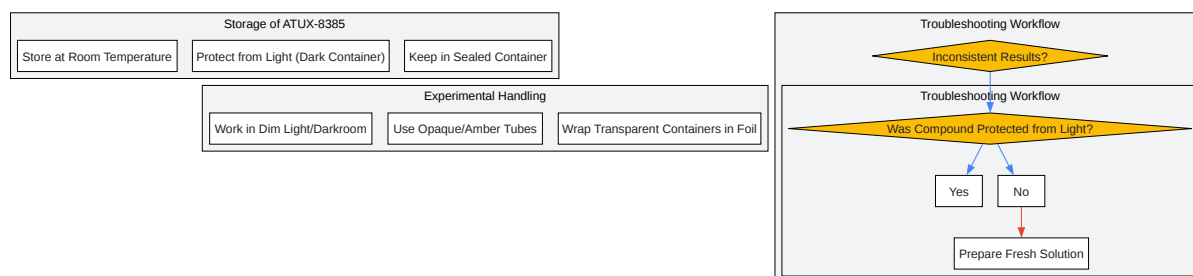 Storage of ATUX-8385
Store at Room Temperature
Protect from Light (Dark Container)
Keep in Sealed Container
Experimental Handling
Work in Dim Light/Darkroom
Use Opaque/Amber Tubes
Wrap Transparent Containers in Foil
Troubleshooting Workflow
Inconsistent Results?
Troubleshooting Workflow
Was Compound Protected from Light?
Yes
No
Prepare Fresh Solution